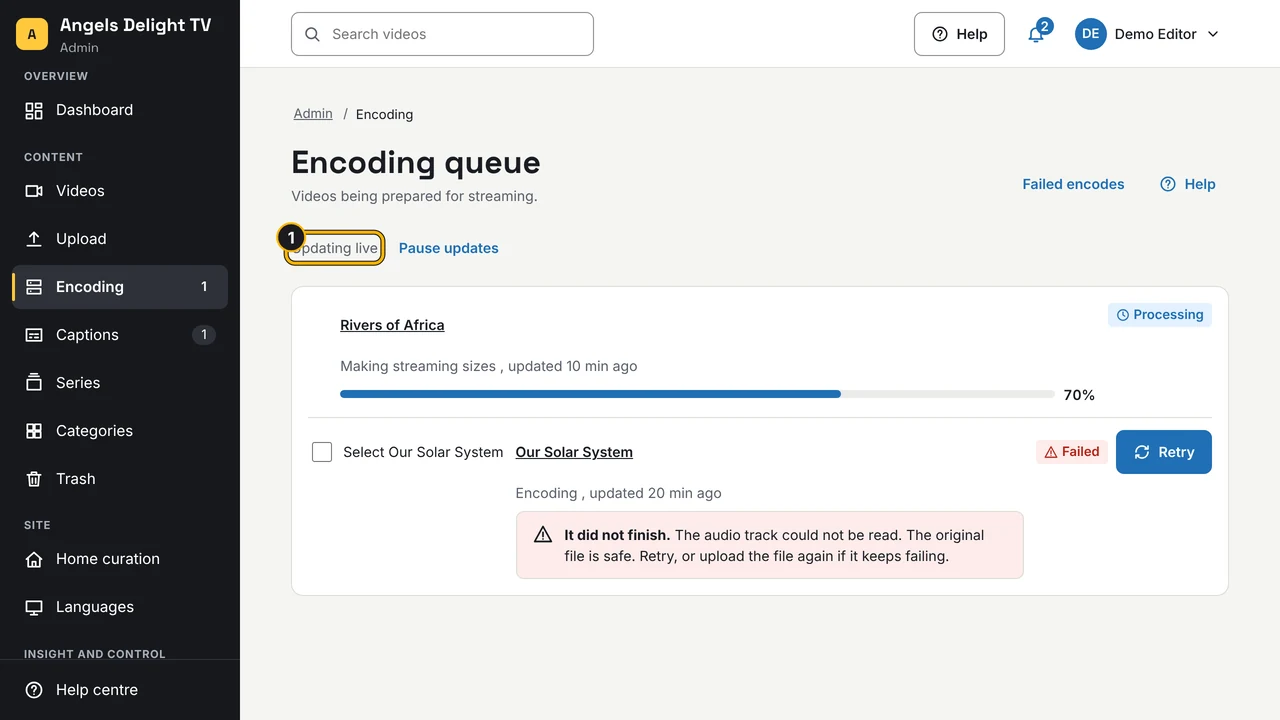 A
Angels Delight TV
Admin
OVERVIEW
Dashboard
CONTENT
Videos
Upload
Encoding 1
Captions 1
Series
Categories
Trash
SITE
Home curation
Languages
INSIGHT AND CONTROL
Help centre
Search videos
Help
2
DE
Demo Editor
Admin / Encoding
Encoding queue
Videos being prepared for streaming.
Failed encodes
Help
1
Updating live
Pause updates
Rivers of Africa
Processing
Making streaming sizes , updated 10 min ago
70%
Select Our Solar System
Our Solar System
Failed
Retry
Encoding , updated 20 min ago
It did not finish. The audio track could not be read. The original
file is safe. Retry, or upload the file again if it keeps failing.